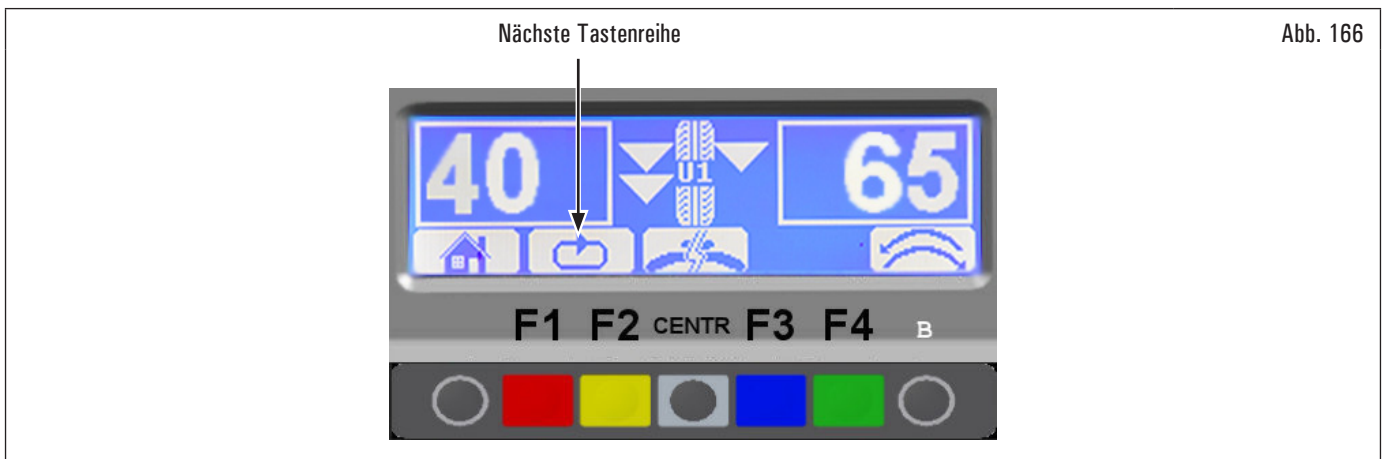 Nächste Tastenreihe
Abb. 166
40 U1 65
F1 F2 CENTR F3 F4 B